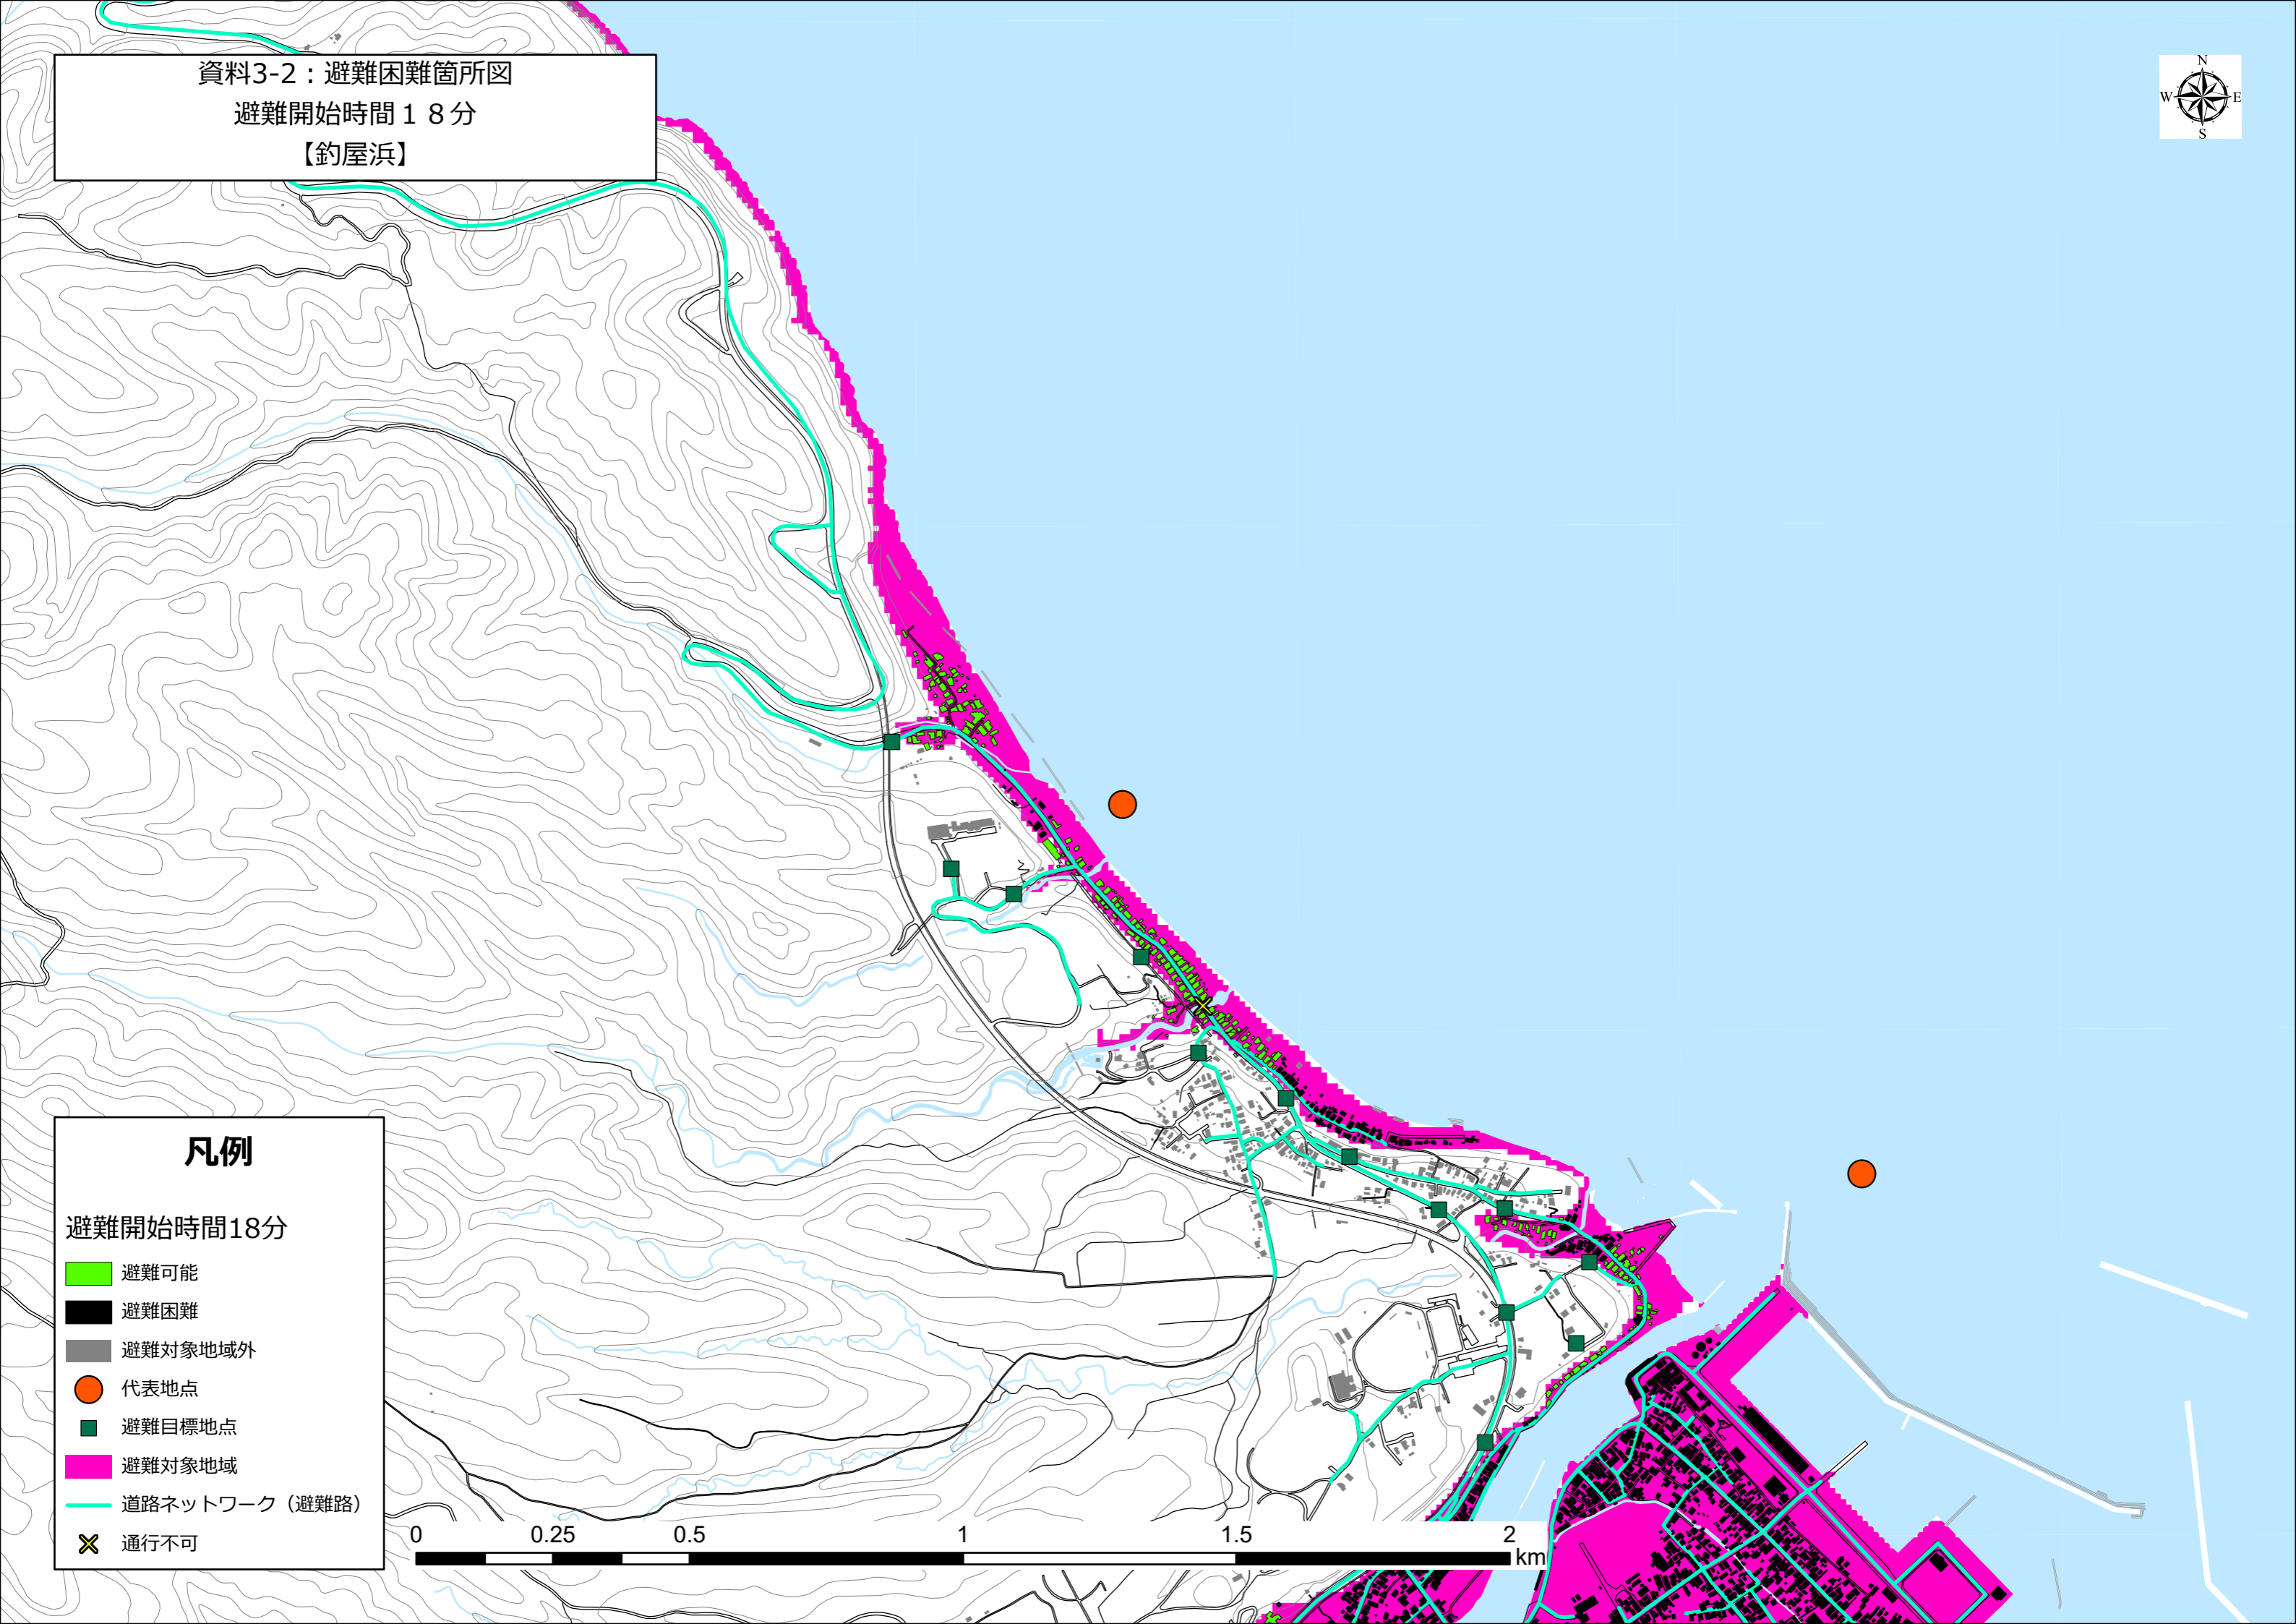 資料3-2：避難困難箇所図
避難開始時間１８分
【釣屋浜】
N
W E
S
凡例
避難開始時間18分
避難可能
避難困難
避難対象地域外
代表地点
避難目標地点
避難対象地域
道路ネットワーク（避難路）
通行不可
0 0.25 0.5 1 1.5 2
km